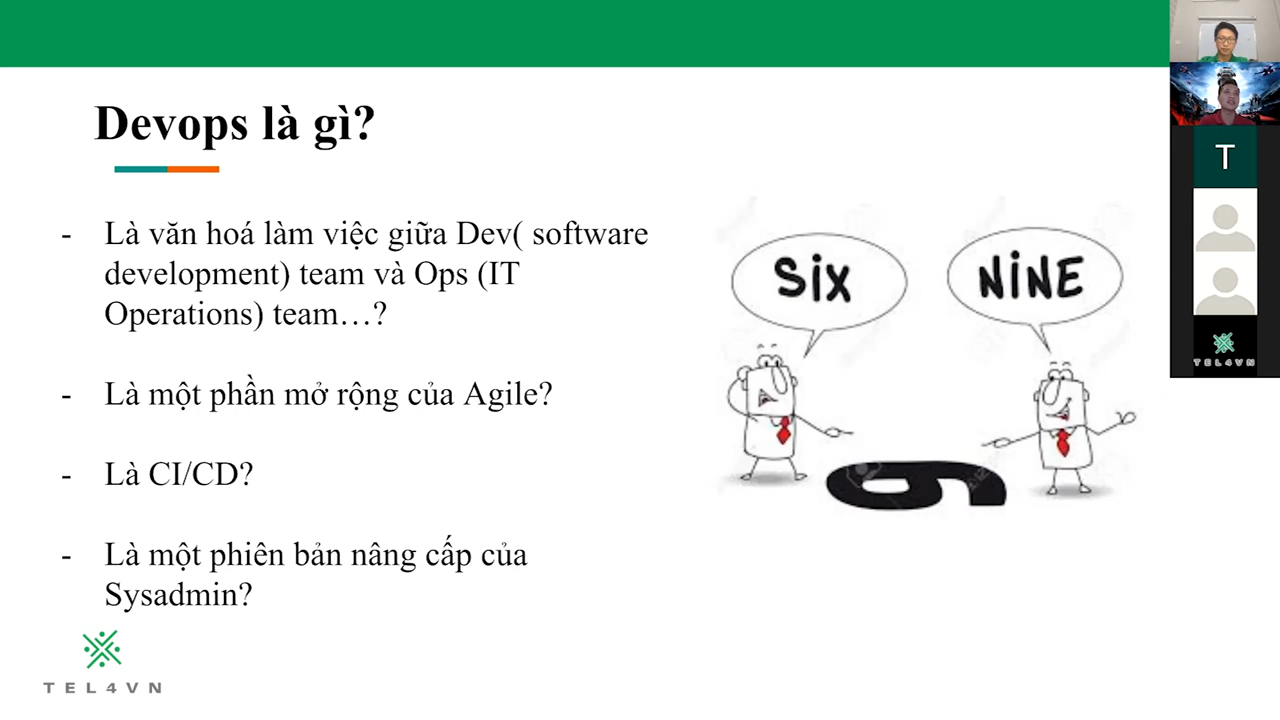 Devops là gì?
- Là văn hoá làm việc giữa Dev( software
development) team và Ops (IT
Operations) team…?
- Là một phần mở rộng của Agile?
- Là CI/CD?
- Là một phiên bản nâng cấp của
Sysadmin?
SiX
NiNE
TEL4VN
T
TEL4VN